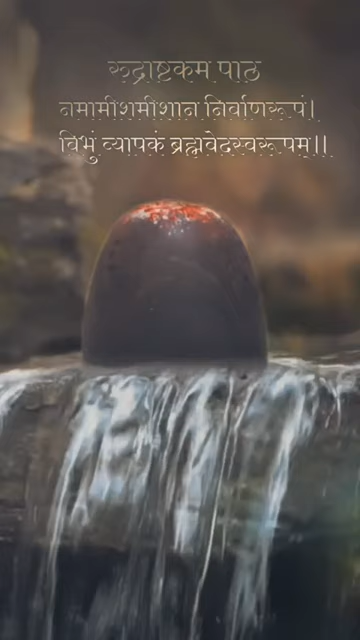 रुद्राष्टकम पाठ
नमामीशमीशान निर्वाणरूपं।
विभुं व्यापकं ब्रह्मवेदस्वरूपम्।।